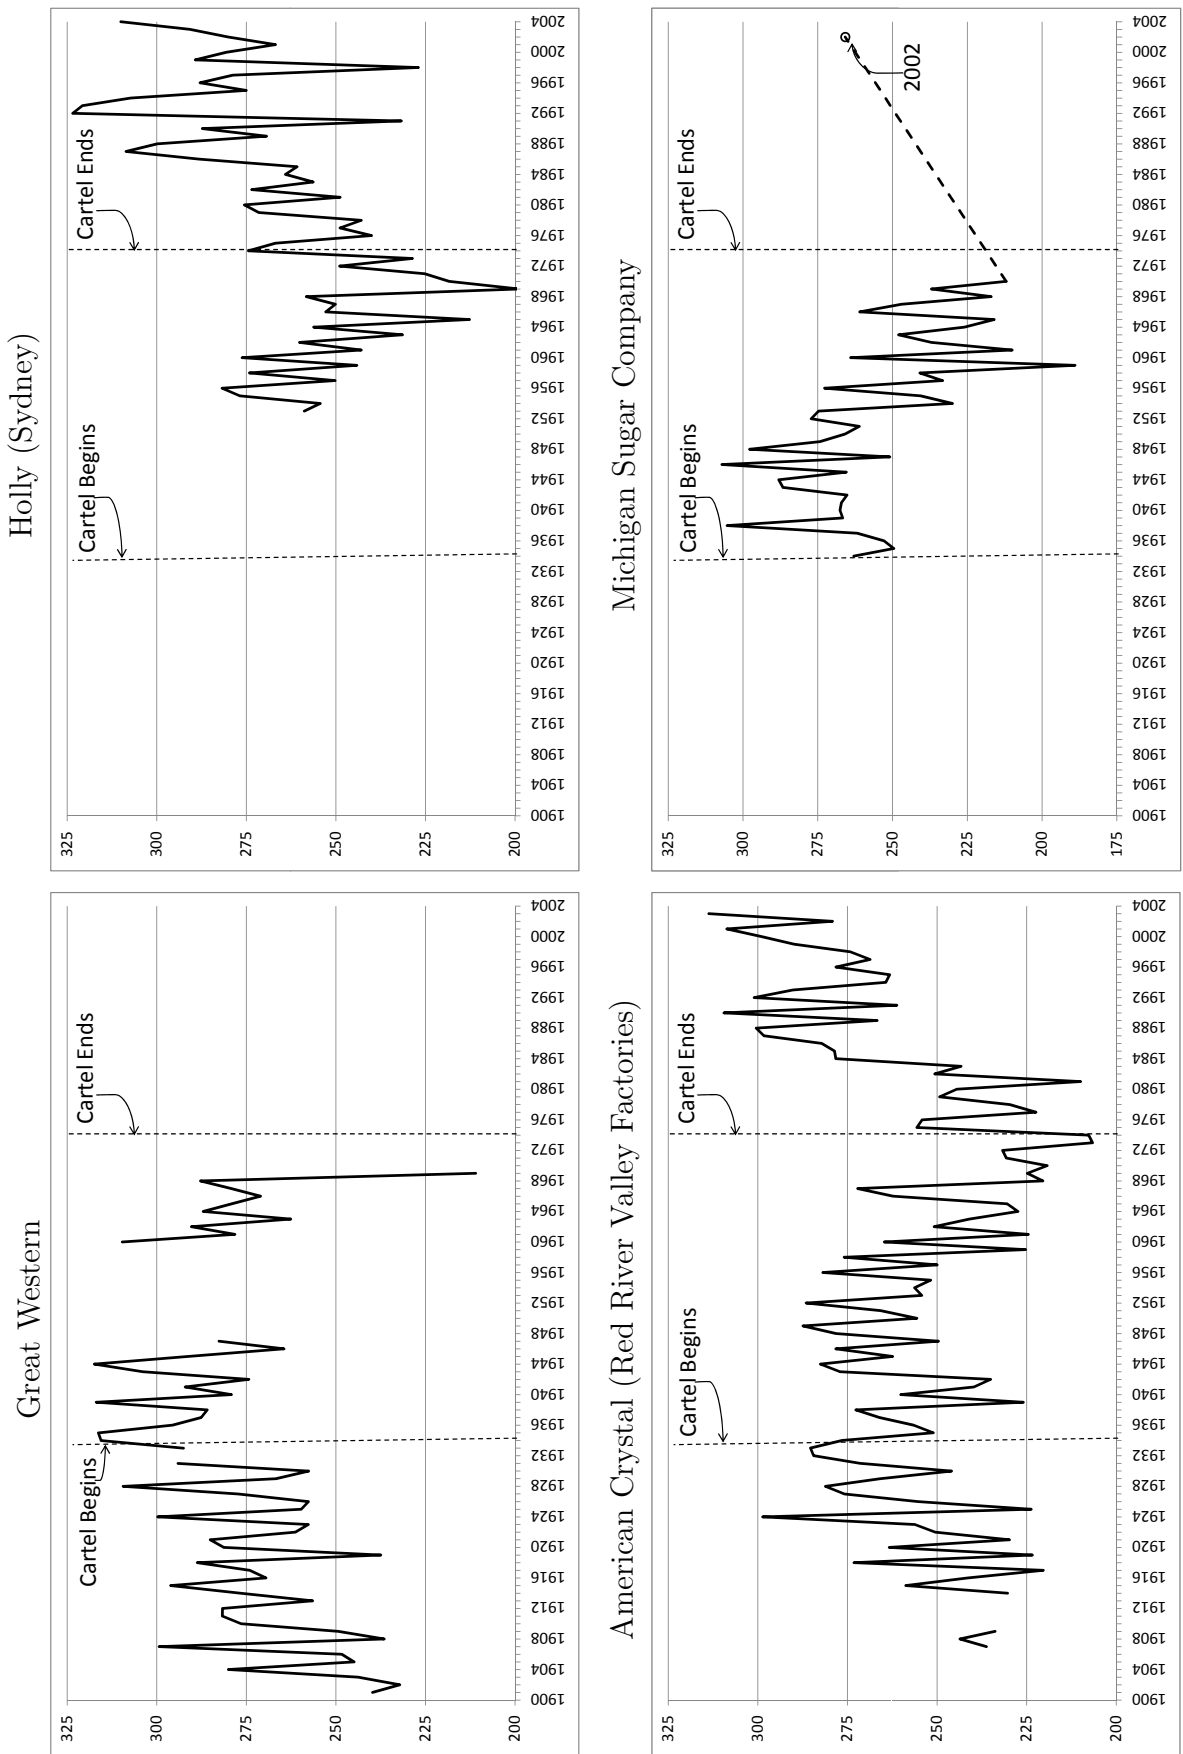 Great Western
325
300
275
250
225
200
Cartel Begins
Cartel Ends
1900 1904 1908 1912 1916 1920 1924 1928 1932 1936 1940 1944 1948 1952 1956 1960 1964 1968 1972 1976 1980 1984 1988 1992 1996 2000 2004
Holly (Sydney)
325
300
275
250
225
200
Cartel Begins
Cartel Ends
1900 1904 1908 1912 1916 1920 1924 1928 1932 1936 1940 1944 1948 1952 1956 1960 1964 1968 1972 1976 1980 1984 1988 1992 1996 2000 2004
American Crystal (Red River Valley Factories)
325
300
275
250
225
200
Cartel Begins
Cartel Ends
1900 1904 1908 1912 1916 1920 1924 1928 1932 1936 1940 1944 1948 1952 1956 1960 1964 1968 1972 1976 1980 1984 1988 1992 1996 2000 2004
Michigan Sugar Company
325
300
275
250
225
200
175
Cartel Begins
Cartel Ends
2002
1900 1904 1908 1912 1916 1920 1924 1928 1932 1936 1940 1944 1948 1952 1956 1960 1964 1968 1972 1976 1980 1984 1988 1992 1996 2000 2004